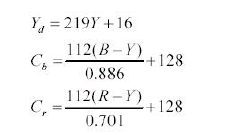 Y_d = 219Y + 16
C_b = 112(B − Y)/0.886 + 128
C_r = 112(R − Y)/0.701 + 128